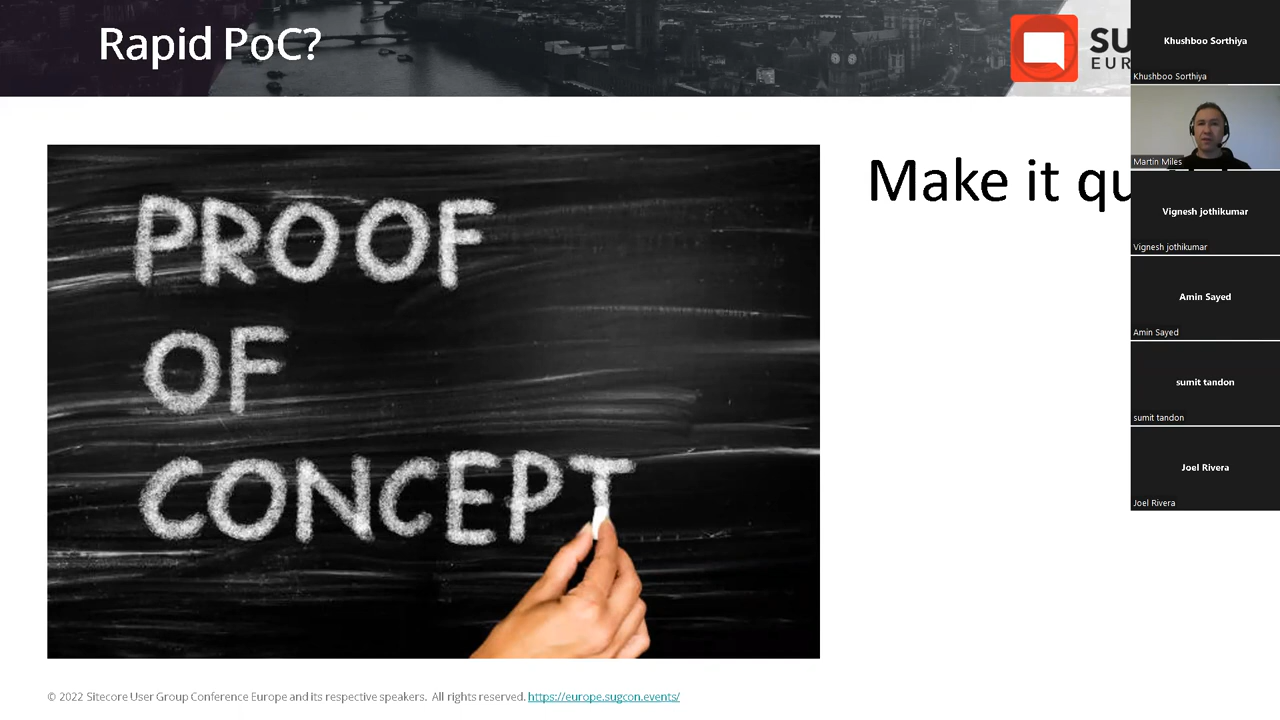 Rapid PoC?
SU
EUR
Make it qu
PROOF
OF
CONCEPT
© 2022 Sitecore User Group Conference Europe and its respective speakers. All rights reserved. https://europe.sugcon.events/
Khushboo Sorthiya
Khushboo Sorthiya
Martin Miles
Vignesh jothikumar
Vignesh jothikumar
Amin Sayed
Amin Sayed
sumit tandon
sumit tandon
Joel Rivera
Joel Rivera